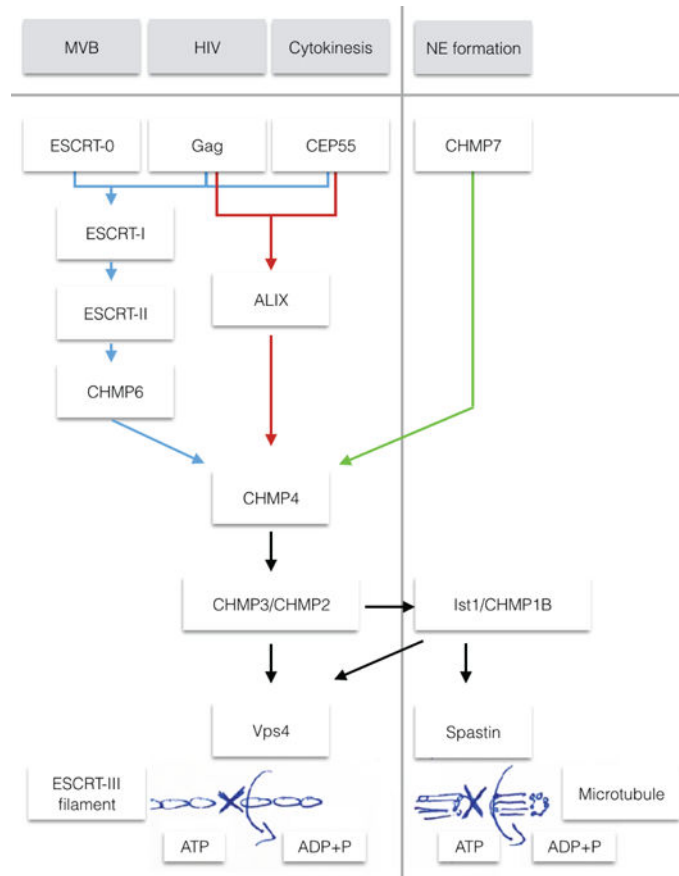 MVB
HIV
Cytokinesis
NE formation
ESCRT-0
Gag
CEP55
CHMP7
ESCRT-I
ALIX
ESCRT-II
CHMP6
CHMP4
CHMP3/CHMP2
Ist1/CHMP1B
Vps4
Spastin
ESCRT-III
filament
Microtubule
ATP
ADP+P
ATP
ADP+P